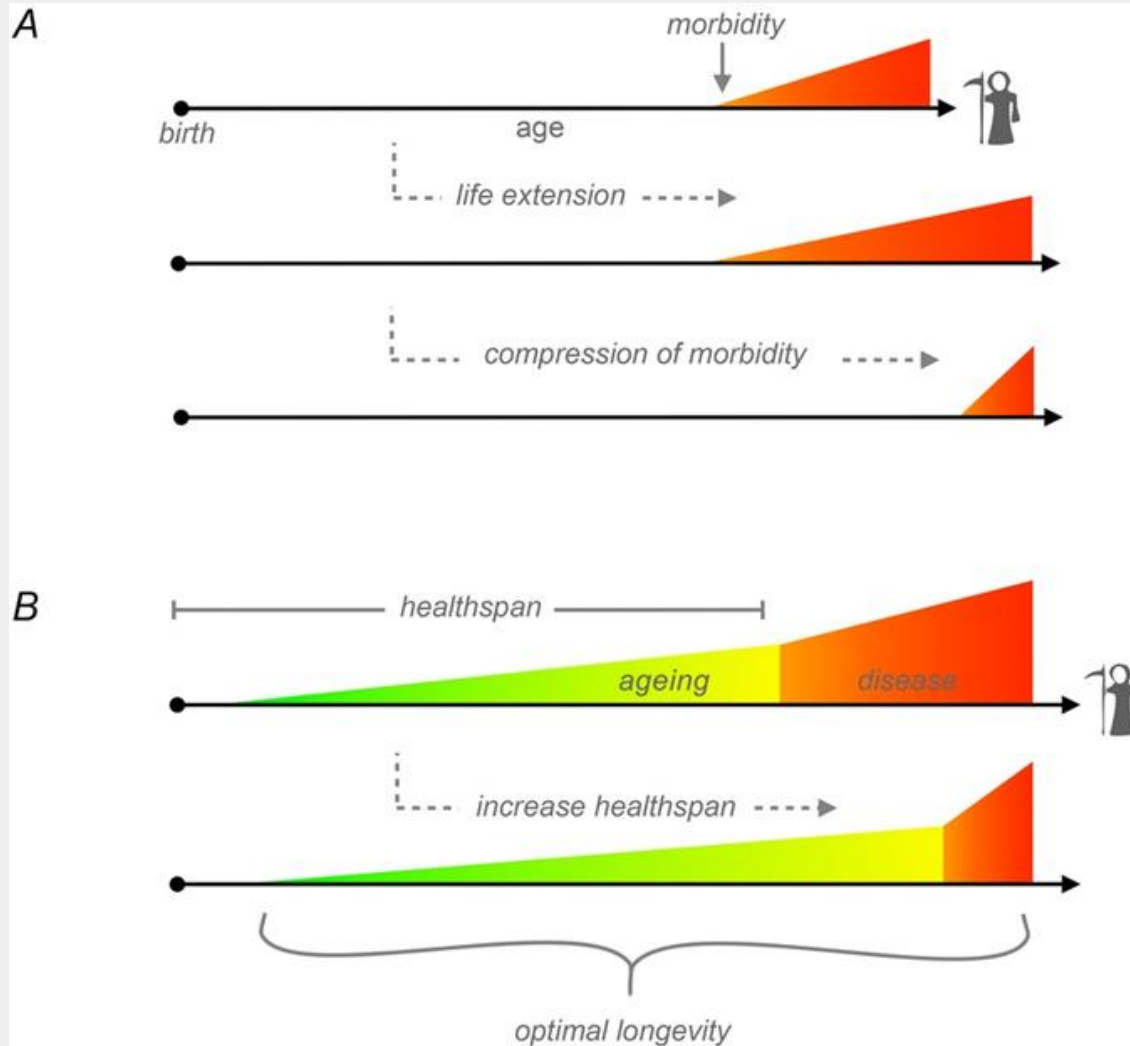 A
morbidity
birth
age
life extension
compression of morbidity
B
healthspan
ageing
disease
increase healthspan
optimal longevity